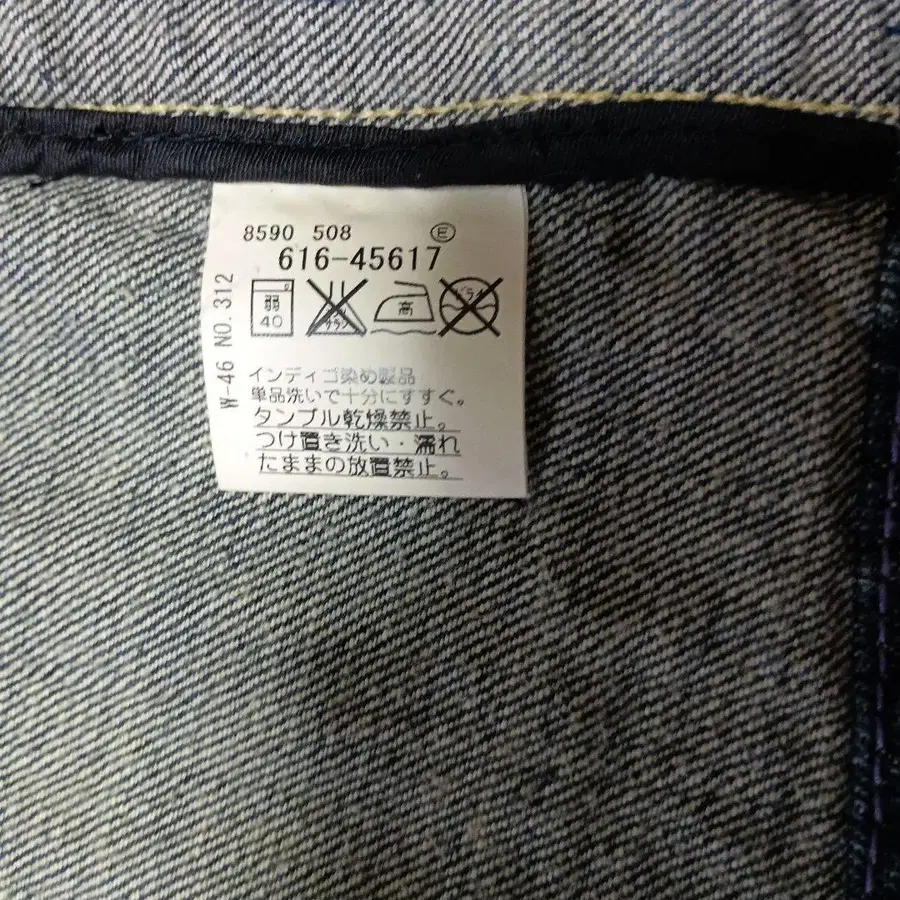 8590 508 Ⓔ
616-45617
弱 40 サラシ 高 ドライ
インディゴ染め製品
単品洗いで十分にすすぐ。
タンブル乾燥禁止。
つけ置き洗い・濡れ
たままの放置禁止。
W-46 NO.312